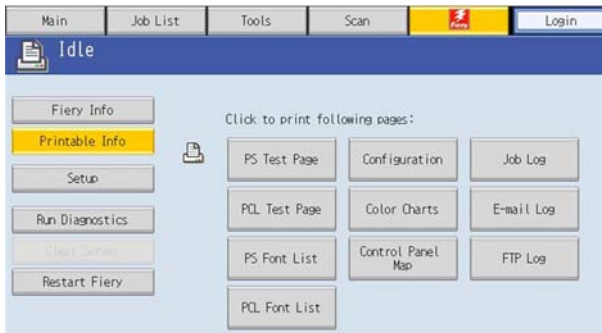 Main Job List Tools Scan Fiery Login
Idle
Fiery Info
Printable Info
Setup
Run Diagnostics
Clear Server
Restart Fiery
Click to print following pages:
PS Test Page Configuration Job Log
PCL Test Page Color Charts E-mail Log
PS Font List Control Panel
Map FTP Log
PCL Font List